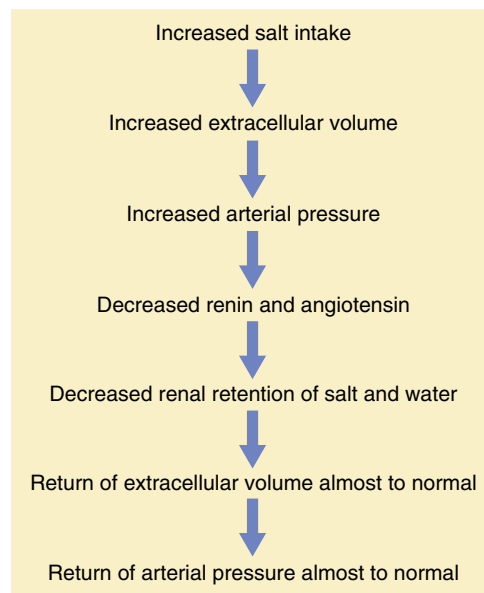 Increased salt intake
Increased extracellular volume
Increased arterial pressure
Decreased renin and angiotensin
Decreased renal retention of salt and water
Return of extracellular volume almost to normal
Return of arterial pressure almost to normal